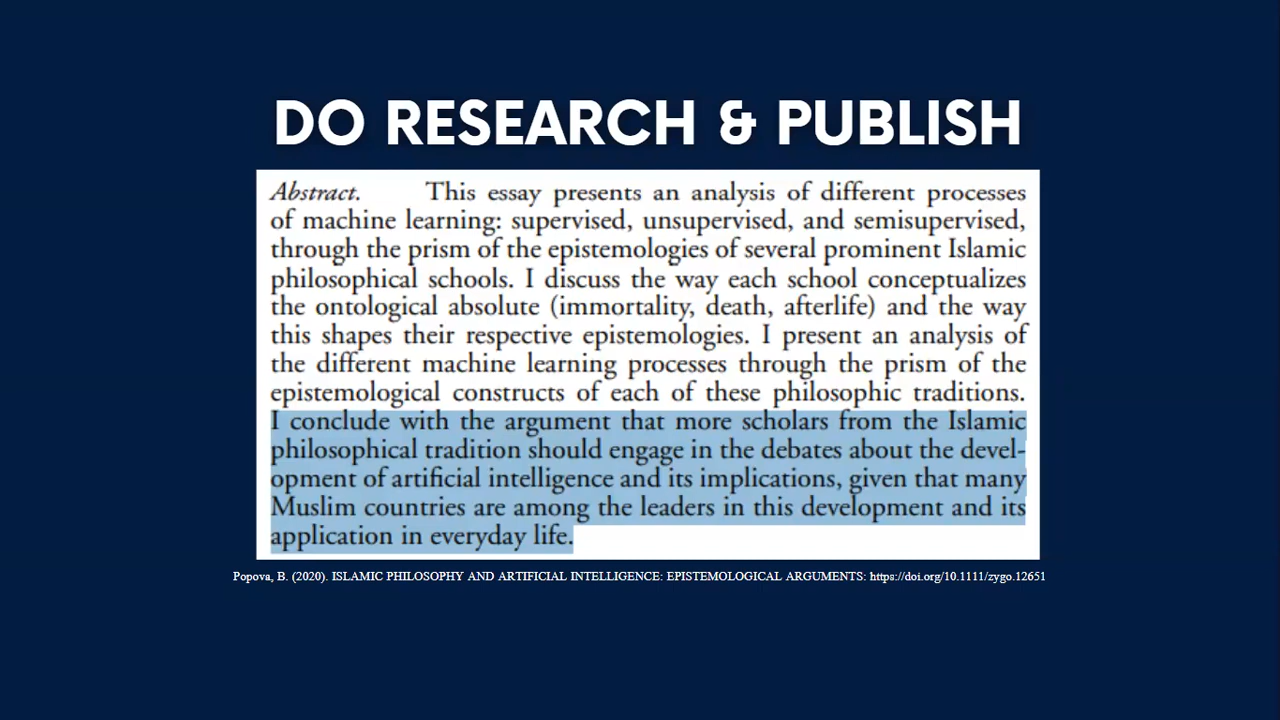 DO RESEARCH & PUBLISH
Abstract. This essay presents an analysis of different processes
of machine learning: supervised, unsupervised, and semisupervised,
through the prism of the epistemologies of several prominent Islamic
philosophical schools. I discuss the way each school conceptualizes
the ontological absolute (immortality, death, afterlife) and the way
this shapes their respective epistemologies. I present an analysis of
the different machine learning processes through the prism of the
epistemological constructs of each of these philosophic traditions.
I conclude with the argument that more scholars from the Islamic
philosophical tradition should engage in the debates about the devel-
opment of artificial intelligence and its implications, given that many
Muslim countries are among the leaders in this development and its
application in everyday life.
Popova, B. (2020). ISLAMIC PHILOSOPHY AND ARTIFICIAL INTELLIGENCE: EPISTEMOLOGICAL ARGUMENTS: https://doi.org/10.1111/zygo.12651